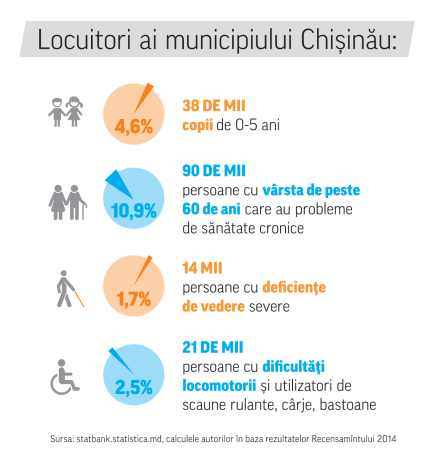 Locuitori ai municipiului Chișinău:
4,6%
38 DE MII
copii de 0-5 ani
10,9%
90 DE MII
persoane cu vârsta de peste
60 de ani care au probleme
de sănătate cronice
1,7%
14 MII
persoane cu deficiențe
de vedere severe
2,5%
21 DE MII
persoane cu dificultăți
locomotorii și utilizatori de
scaune rulante, cârje, bastoane
Sursa: statbank.statistica.md, calculele autorilor în baza rezultatelor Recensamîntului 2014